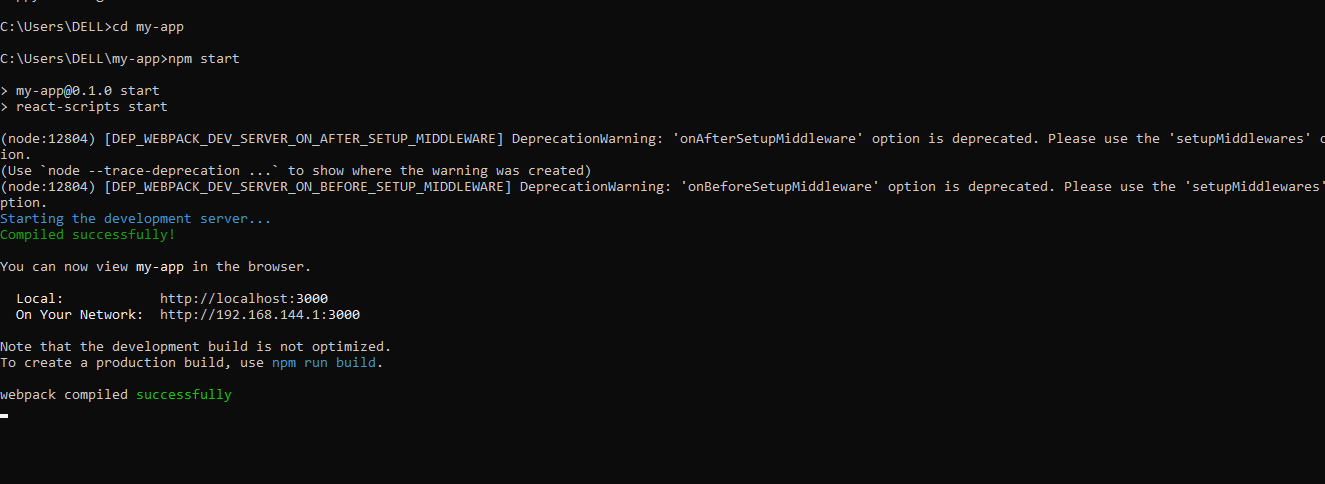 C:\Users\DELL>cd my-app
C:\Users\DELL\my-app>npm start
> my-app@0.1.0 start
> react-scripts start
(node:12804) [DEP_WEBPACK_DEV_SERVER_ON_AFTER_SETUP_MIDDLEWARE] DeprecationWarning: 'onAfterSetupMiddleware' option is deprecated. Please use the 'setupMiddlewares'
ion.
(Use `node --trace-deprecation ...` to show where the warning was created)
(node:12804) [DEP_WEBPACK_DEV_SERVER_ON_BEFORE_SETUP_MIDDLEWARE] DeprecationWarning: 'onBeforeSetupMiddleware' option is deprecated. Please use the 'setupMiddlewares'
ption.
Starting the development server...
Compiled successfully!
You can now view my-app in the browser.
Local: http://localhost:3000
On Your Network: http://192.168.144.1:3000
Note that the development build is not optimized.
To create a production build, use npm run build.
webpack compiled successfully